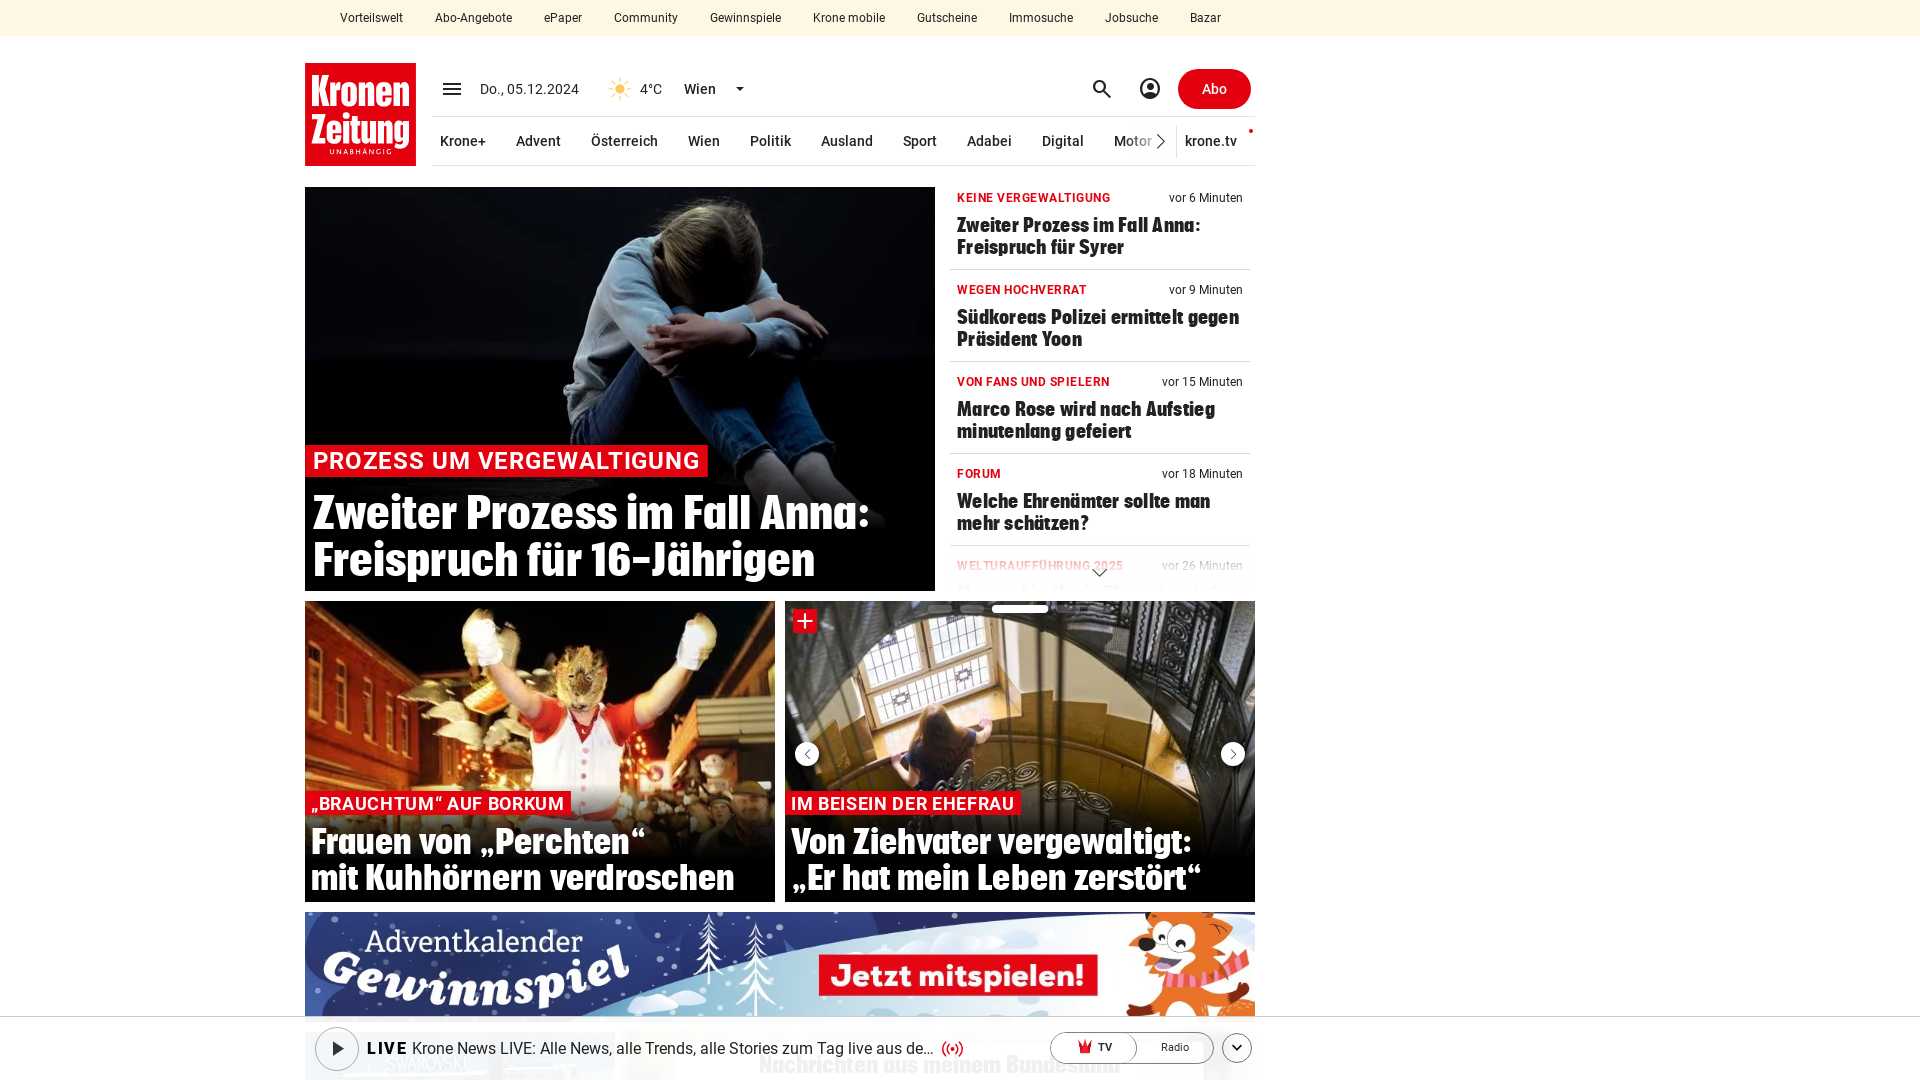 Vorteilswelt Abo-Angebote ePaper Community Gewinnspiele Krone mobile Gutscheine Immosuche Jobsuche Bazar
Kronen
Zeitung
UNABHÄNGIG
Do., 05.12.2024 4°C Wien Abo
Krone+ Advent Österreich Wien Politik Ausland Sport Adabei Digital Motor krone.tv
PROZESS UM VERGEWALTIGUNG
Zweiter Prozess im Fall Anna:
Freispruch für 16-Jährigen
KEINE VERGEWALTIGUNG vor 6 Minuten
Zweiter Prozess im Fall Anna:
Freispruch für Syrer
WEGEN HOCHVERRAT vor 9 Minuten
Südkoreas Polizei ermittelt gegen
Präsident Yoon
VON FANS UND SPIELERN vor 15 Minuten
Marco Rose wird nach Aufstieg
minutenlang gefeiert
FORUM vor 18 Minuten
Welche Ehrenämter sollte man
mehr schätzen?
WELTURAUFFÜHRUNG 2025 vor 26 Minuten
„BRAUCHTUM“ AUF BORKUM
Frauen von „Perchten“
mit Kuhhörnern verdroschen
IM BEISEIN DER EHEFRAU
Von Ziehvater vergewaltigt:
„Er hat mein Leben zerstört“
Adventkalender
Gewinnspiel
Jetzt mitspielen!
LIVE Krone News LIVE: Alle News, alle Trends, alle Stories zum Tag live aus de... TV Radio
Nachrichten aus meinem Bundesland